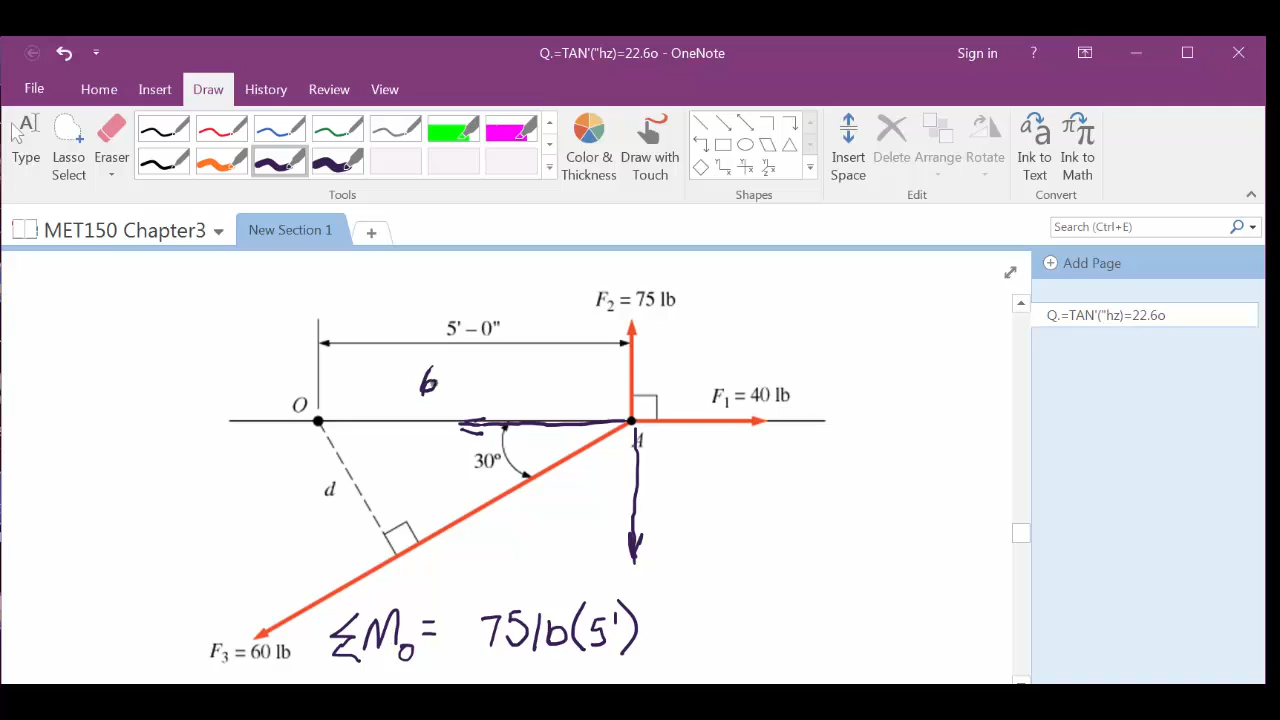 Q.=TAN'("hz)=22.6o - OneNote
Sign in
?
File
Home
Insert
Draw
History
Review
View
Type
Lasso
Select
Eraser
Color &
Thickness
Draw with
Touch
Insert
Space
Delete
Arrange
Rotate
Ink to
Text
Ink to
Math
Tools
Shapes
Edit
Convert
MET150 Chapter3
New Section 1
Search (Ctrl+E)
Add Page
Q.=TAN'("hz)=22.6o
F2 = 75 lb
5' – 0"
6
O
F1 = 40 lb
A
30°
d
F3 = 60 lb
ΣMo = 75lb(5')